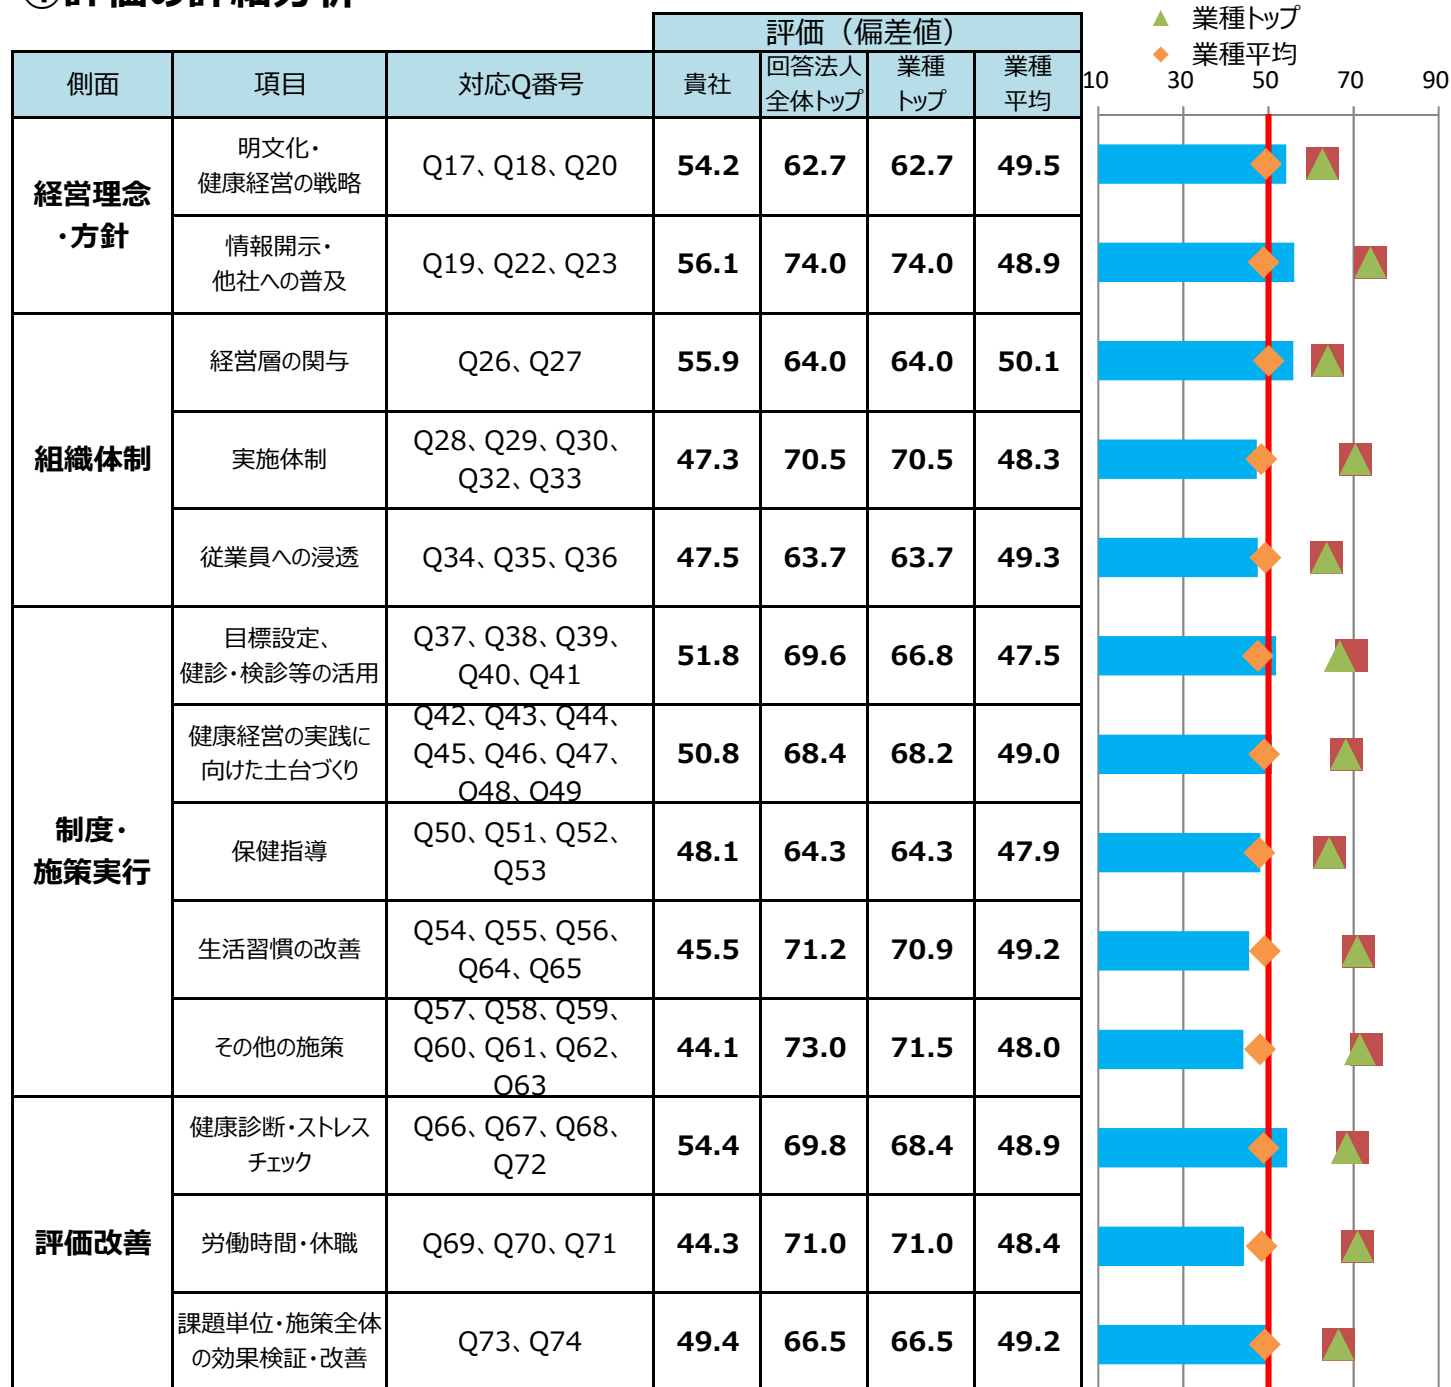 ①評価の詳細分析
業種トップ
業種平均
評価（偏差値）
側面 項目 対応Q番号 貴社 回答法人 業種 業種
全体トップ トップ 平均
10 30 50 70 90
経営理念
・方針
明文化・
健康経営の戦略
Q17、Q18、Q20 54.2 62.7 62.7 49.5
情報開示・
他社への普及
Q19、Q22、Q23 56.1 74.0 74.0 48.9
組織体制
経営層の関与 Q26、Q27 55.9 64.0 64.0 50.1
実施体制
Q28、Q29、Q30、
Q32、Q33
47.3 70.5 70.5 48.3
従業員への浸透 Q34、Q35、Q36 47.5 63.7 63.7 49.3
制度・
施策実行
目標設定、
健診・検診等の活用
Q37、Q38、Q39、
Q40、Q41
51.8 69.6 66.8 47.5
健康経営の実践に
向けた土台づくり
Q42、Q43、Q44、
Q45、Q46、Q47、
Q48、Q49
50.8 68.4 68.2 49.0
保健指導
Q50、Q51、Q52、
Q53
48.1 64.3 64.3 47.9
生活習慣の改善
Q54、Q55、Q56、
Q64、Q65
45.5 71.2 70.9 49.2
その他の施策
Q57、Q58、Q59、
Q60、Q61、Q62、
Q63
44.1 73.0 71.5 48.0
評価改善
健康診断・ストレス
チェック
Q66、Q67、Q68、
Q72
54.4 69.8 68.4 48.9
労働時間・休職 Q69、Q70、Q71 44.3 71.0 71.0 48.4
課題単位・施策全体
の効果検証・改善
Q73、Q74 49.4 66.5 66.5 49.2